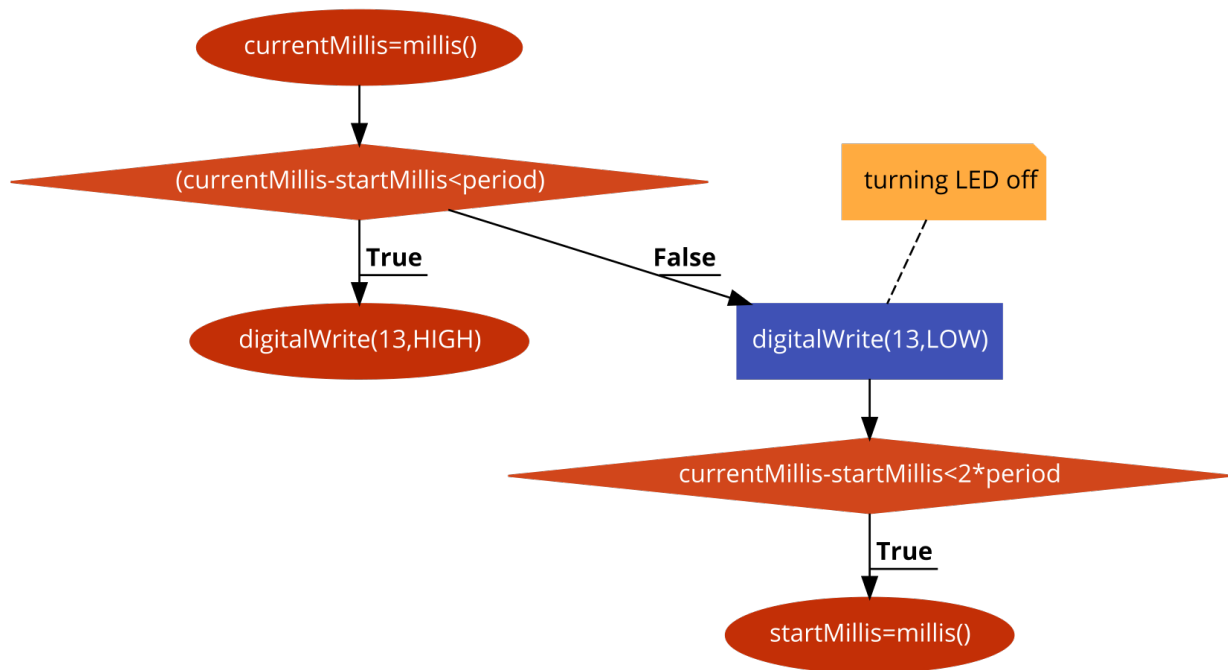 currentMillis=millis()
(currentMillis-startMillis<period)
turning LED off
True
False
digitalWrite(13,HIGH)
digitalWrite(13,LOW)
currentMillis-startMillis<2*period
True
startMillis=millis()